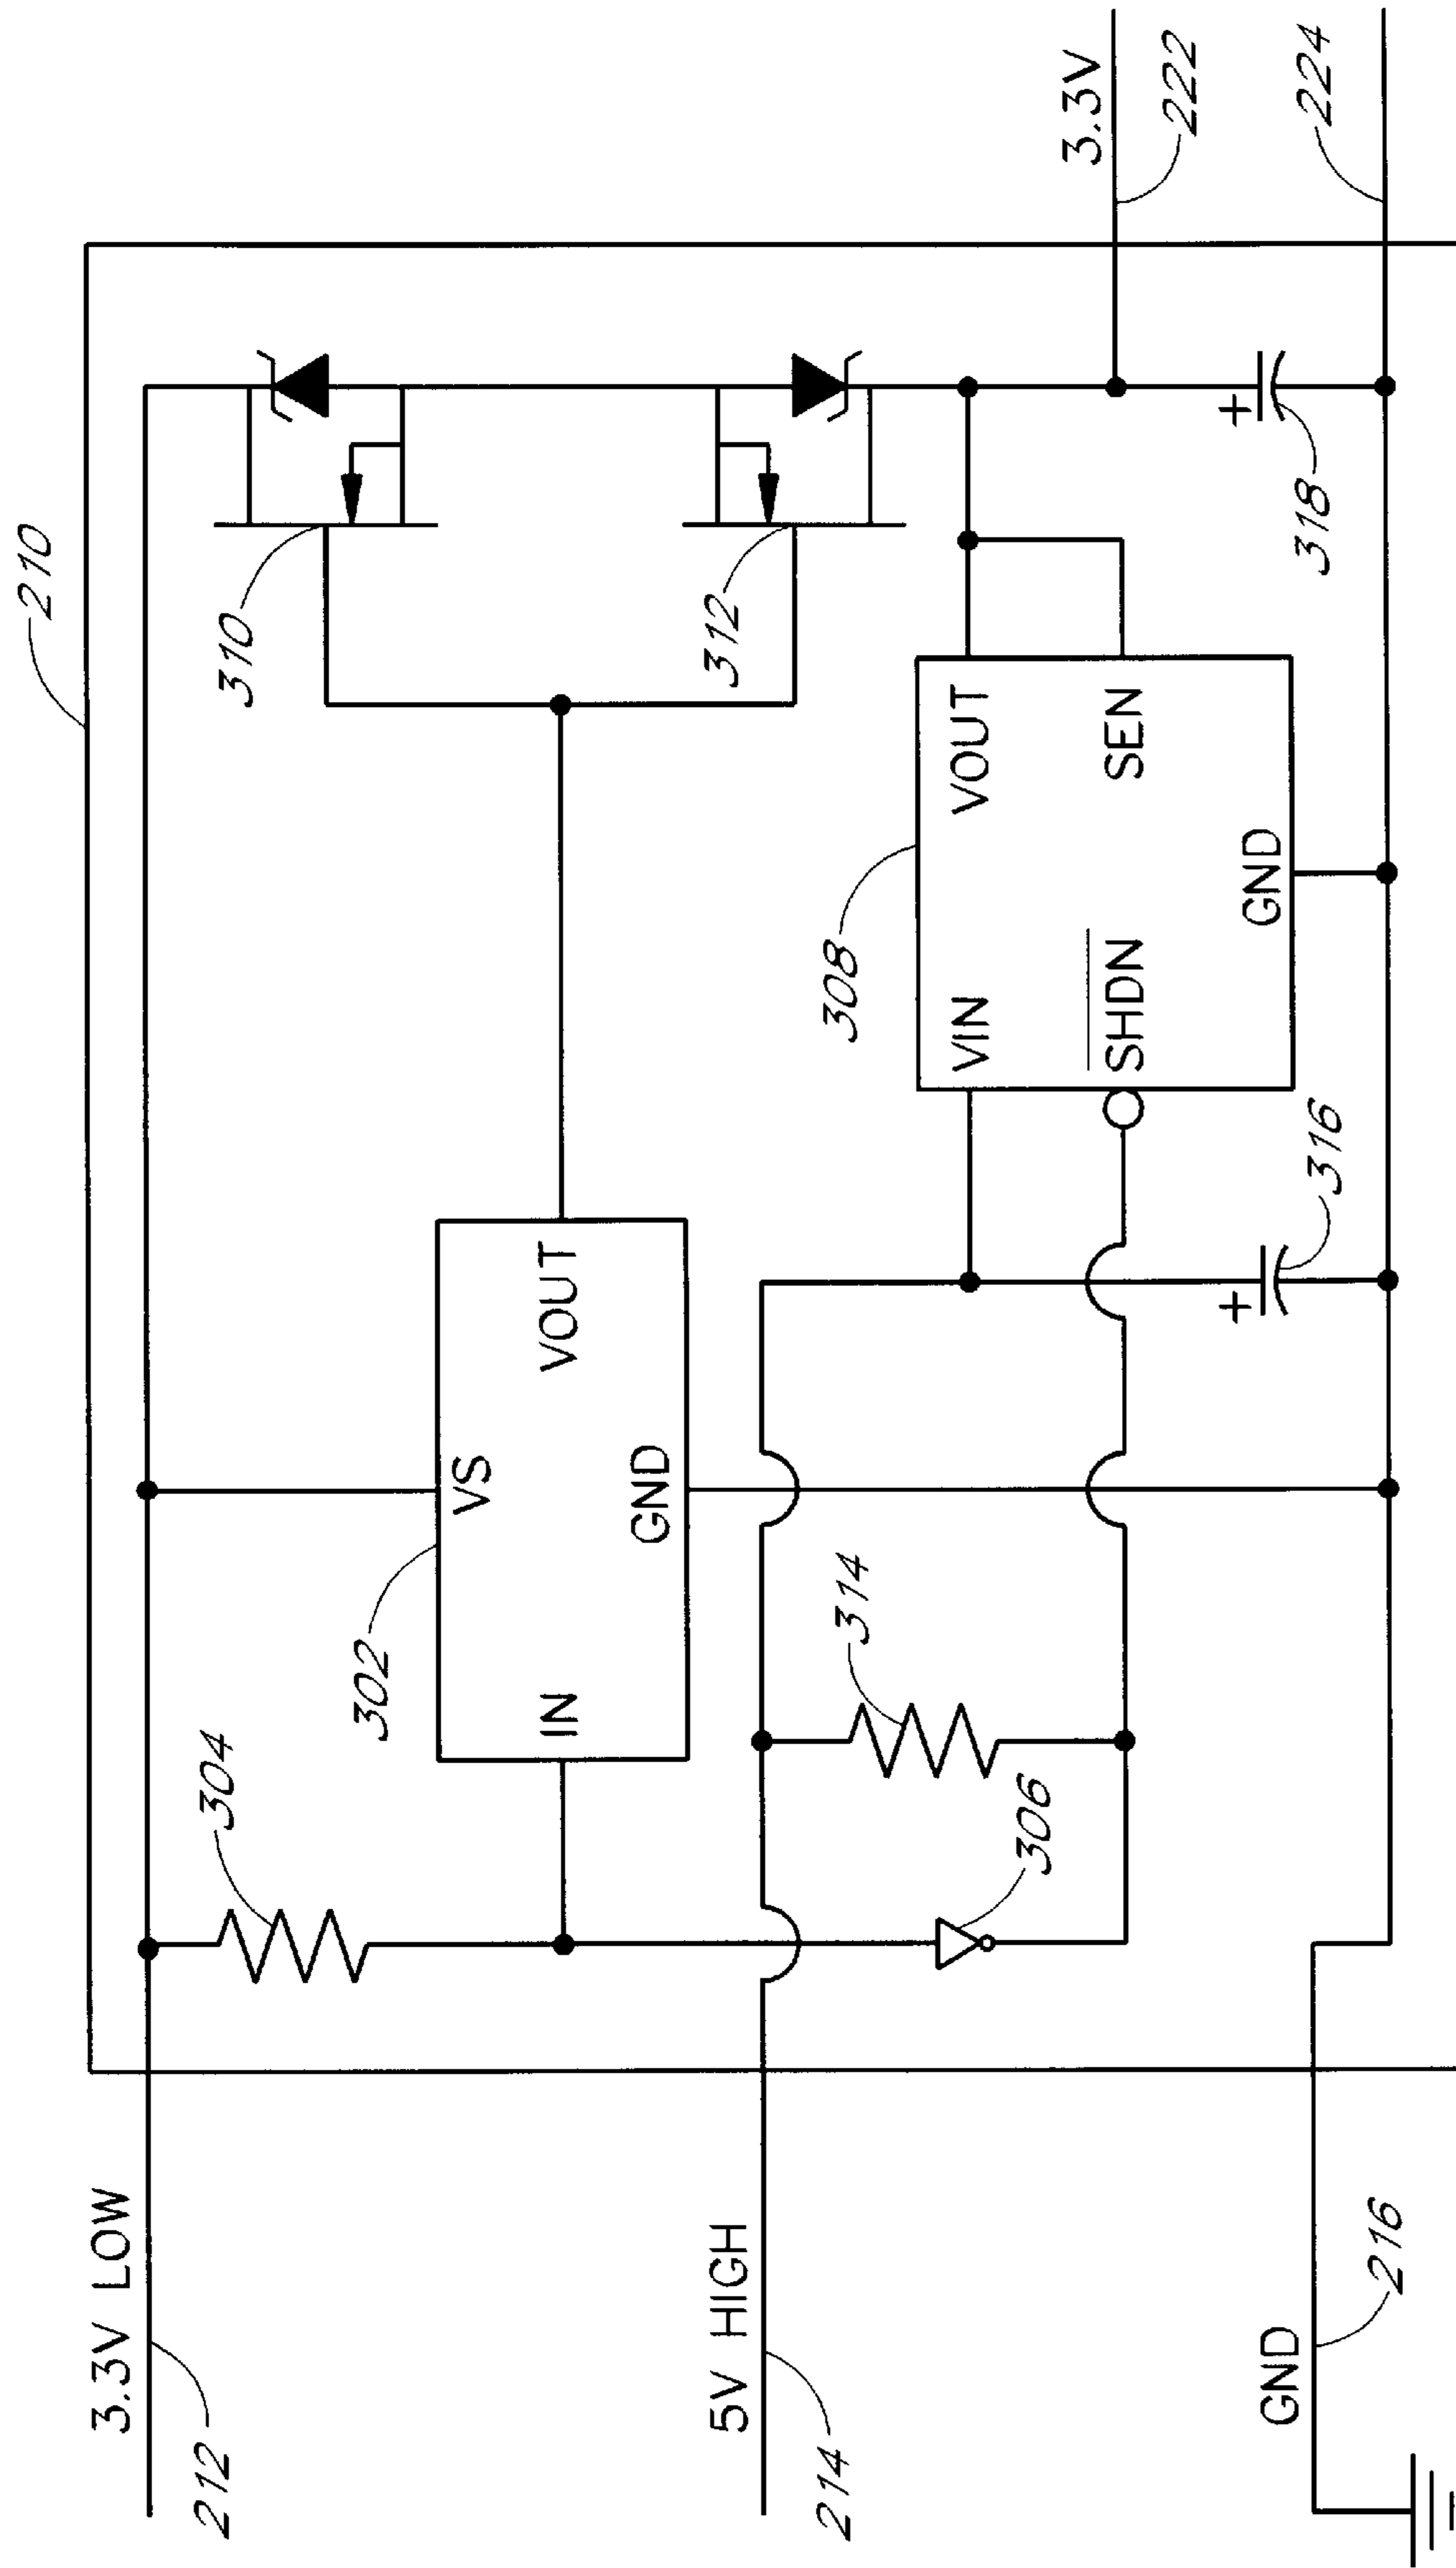 210
3.3V LOW
212
304
302
VS
IN
VOUT
GND
310
312
5V HIGH
214
314
306
308
VIN
VOUT
SHDN
SEN
GND
3.3V
222
GND
216
+
316
+
318
224